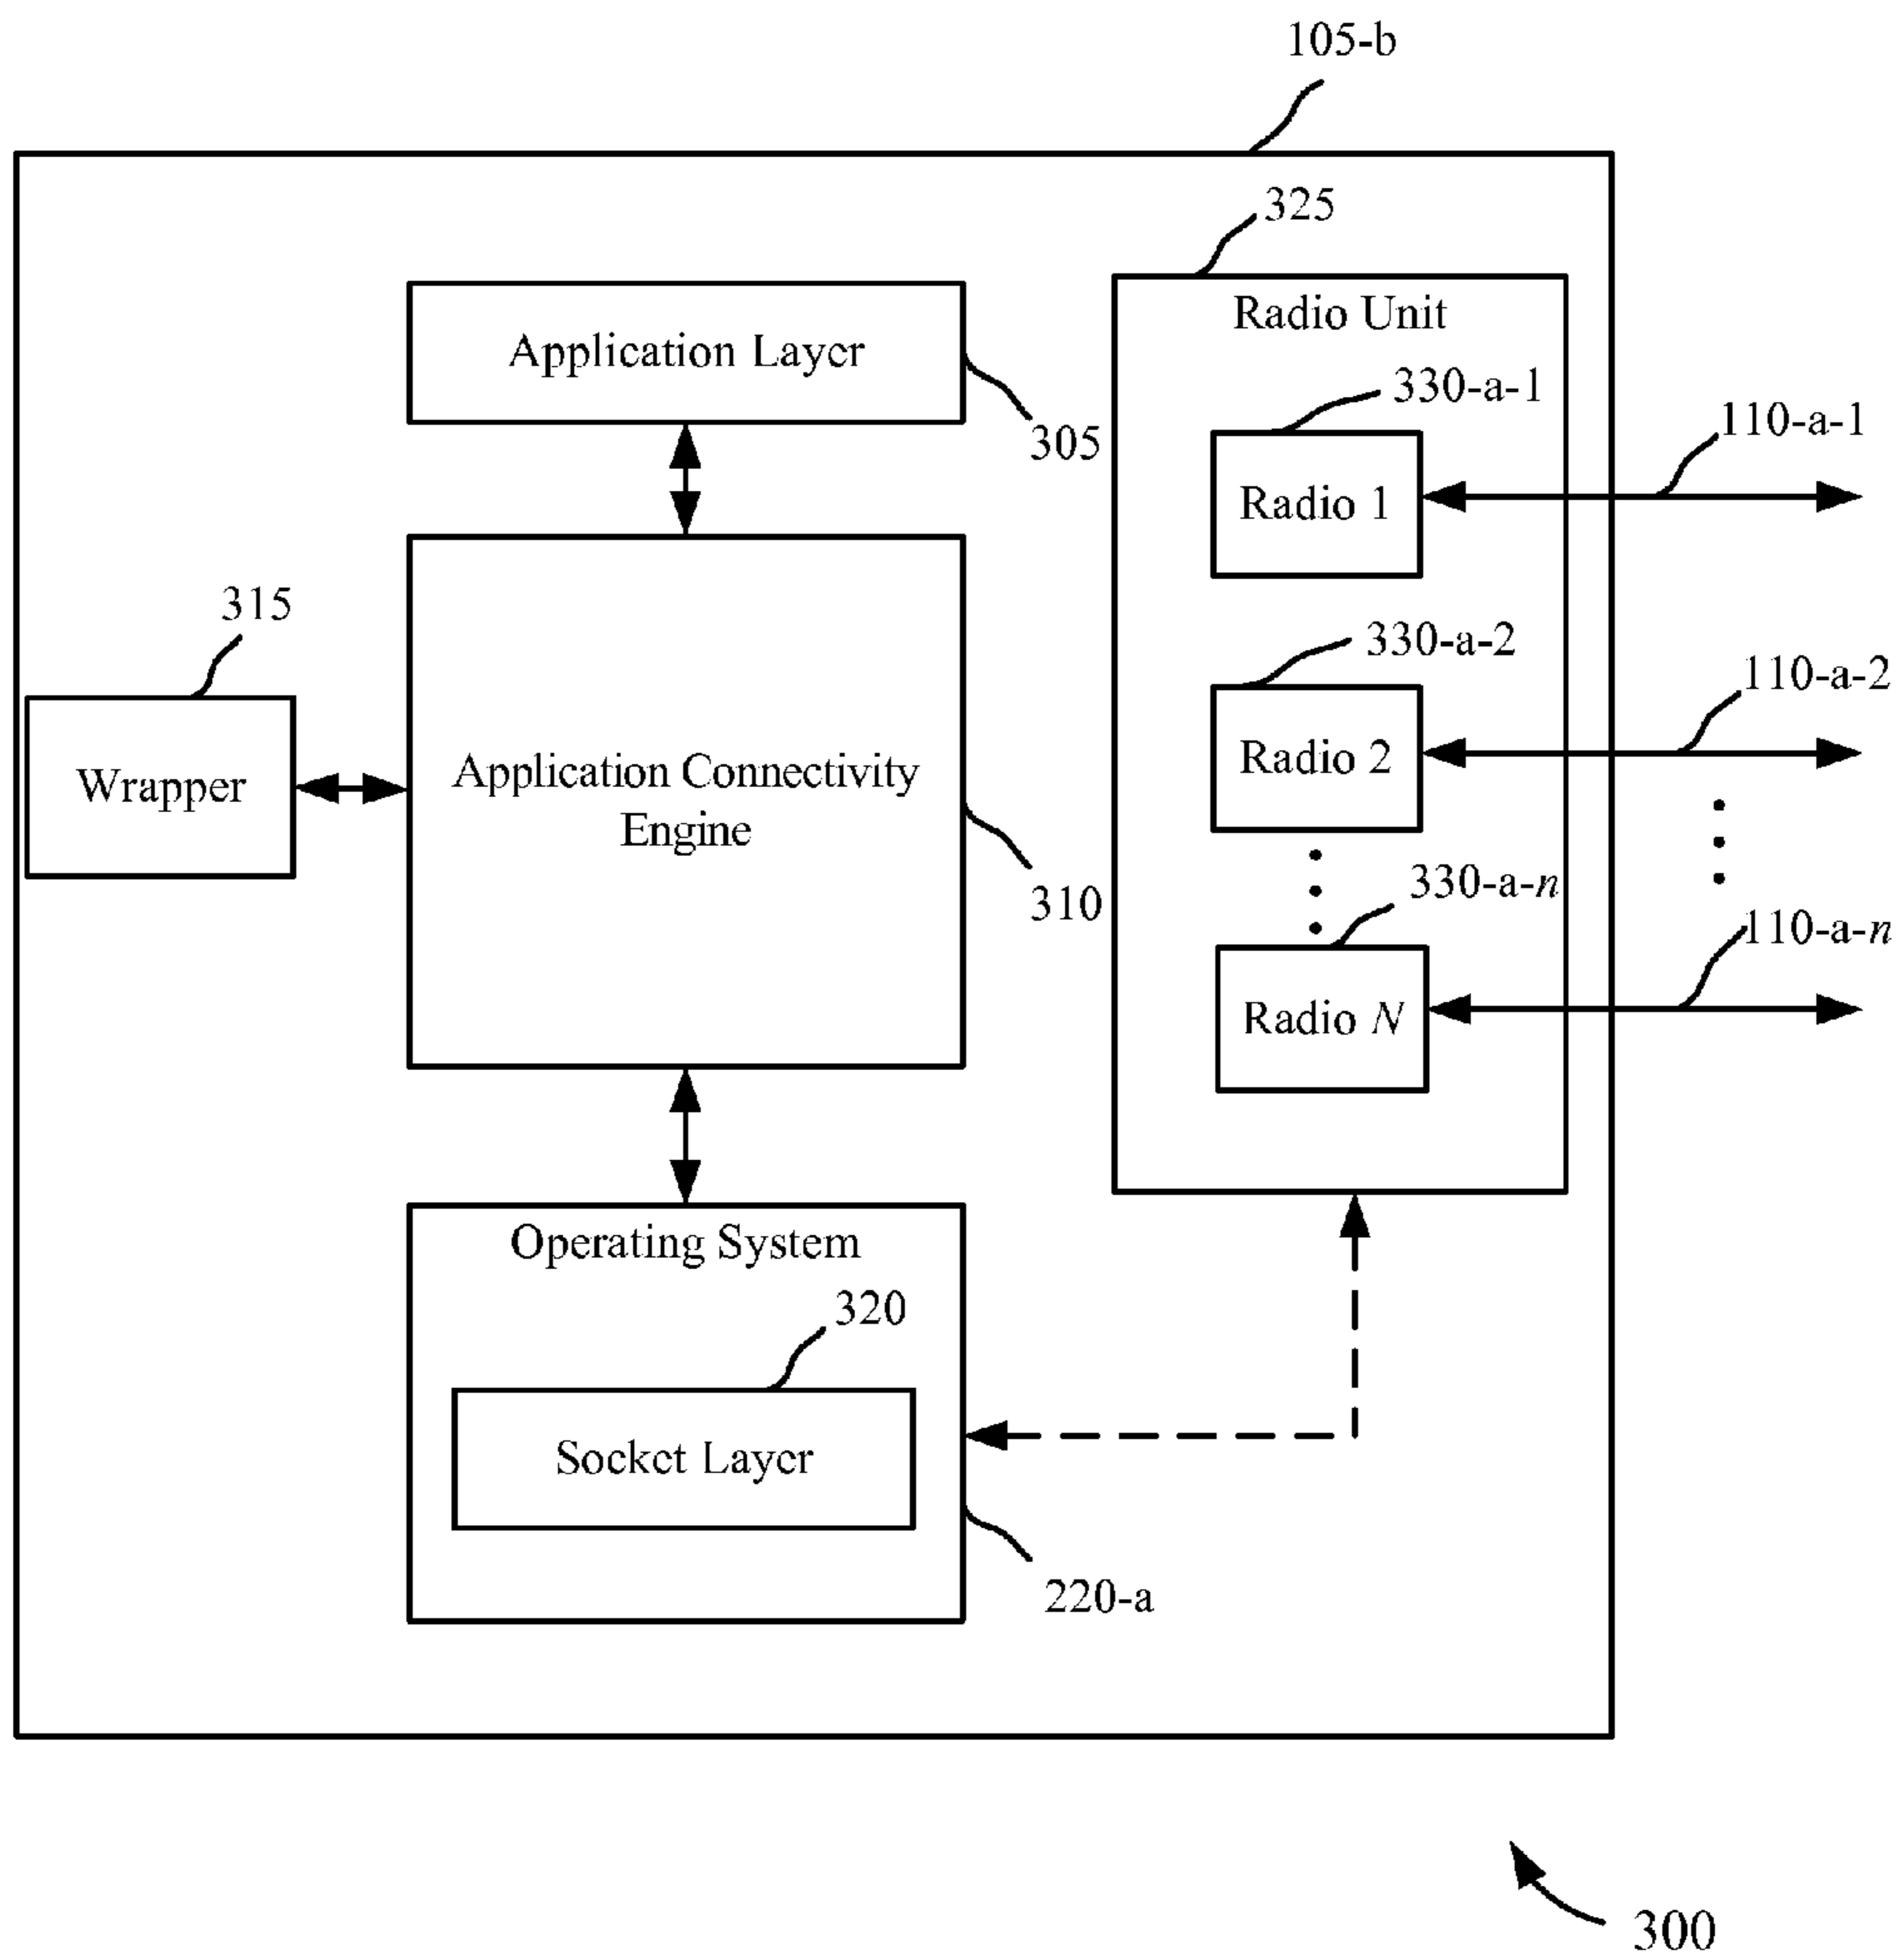 105-b
325
Radio Unit
Application Layer
330-a-1
110-a-1
305
Radio 1
315
330-a-2
110-a-2
Wrapper
Application Connectivity
Engine
Radio 2
310
330-a-n
110-a-n
Radio N
Operating System
320
Socket Layer
220-a
300